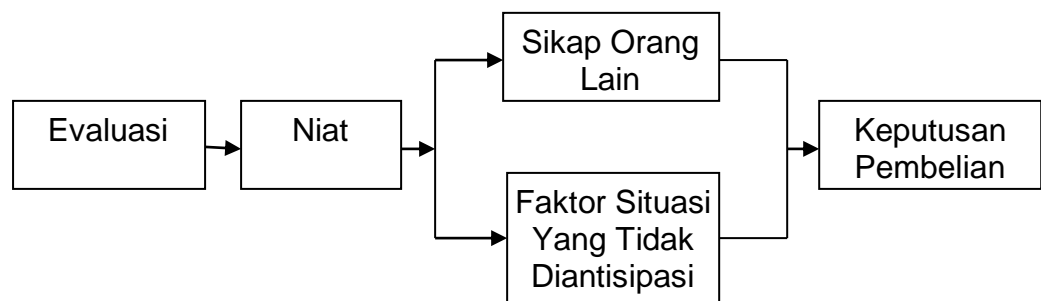 Evaluasi
Niat
Sikap Orang
Lain
Faktor Situasi
Yang Tidak
Diantisipasi
Keputusan
Pembelian